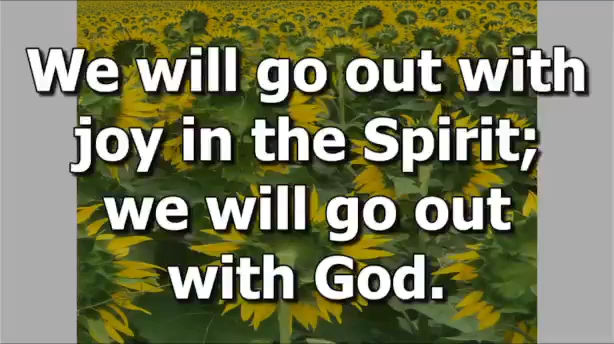 We will go out with
joy in the Spirit;
we will go out
with God.